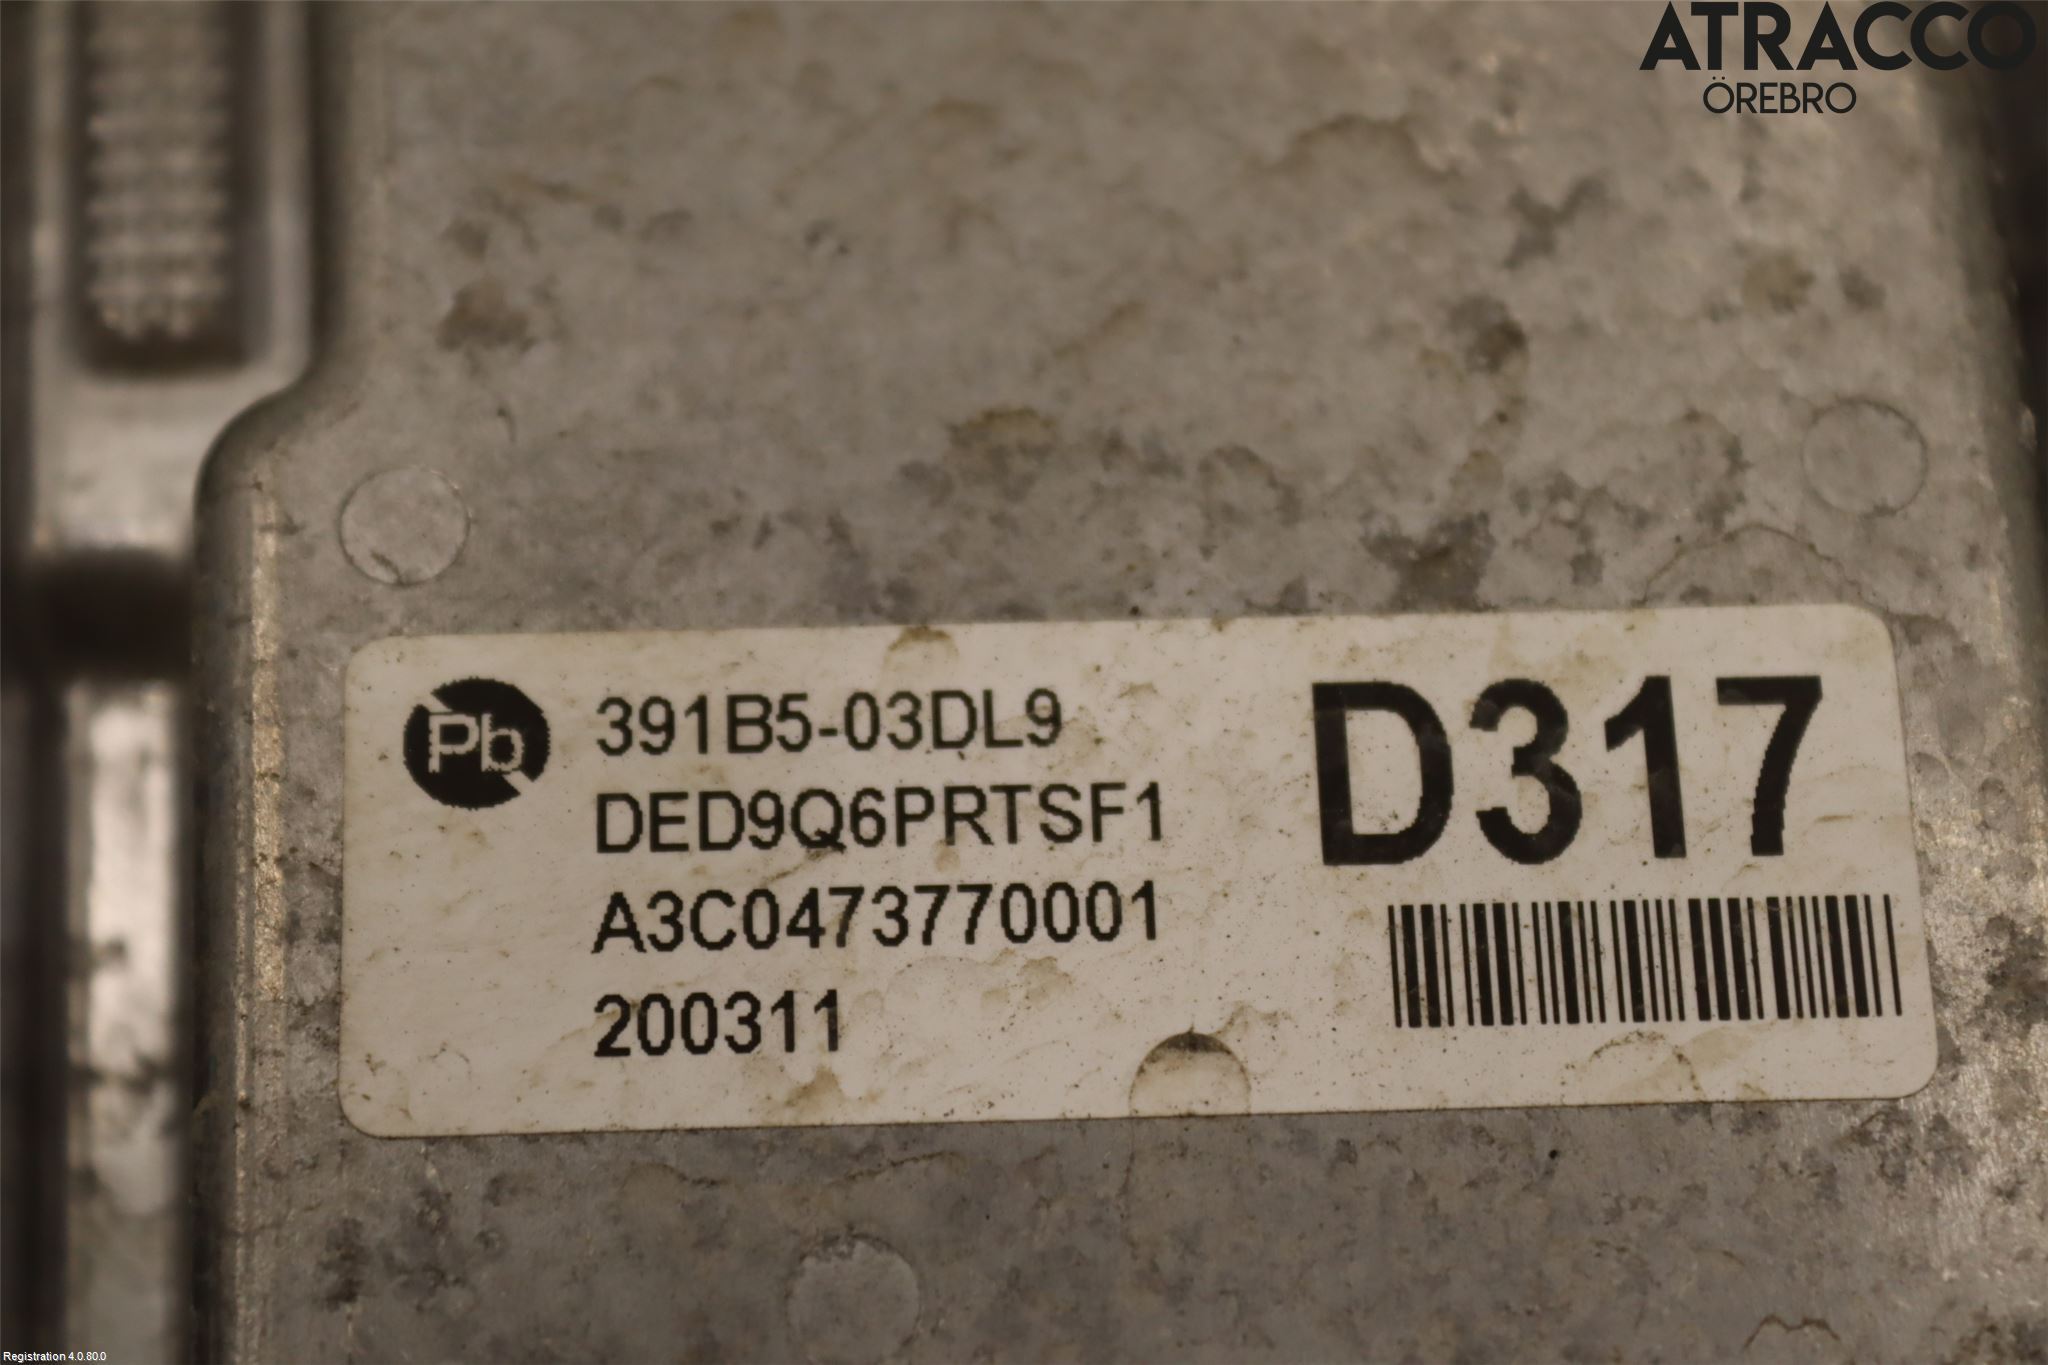 ATRACCO
ÖREBRO
Pb
391B5-03DL9
DED9Q6PRTSF1
A3C0473770001
200311
D317
Registration 4.0.80.0